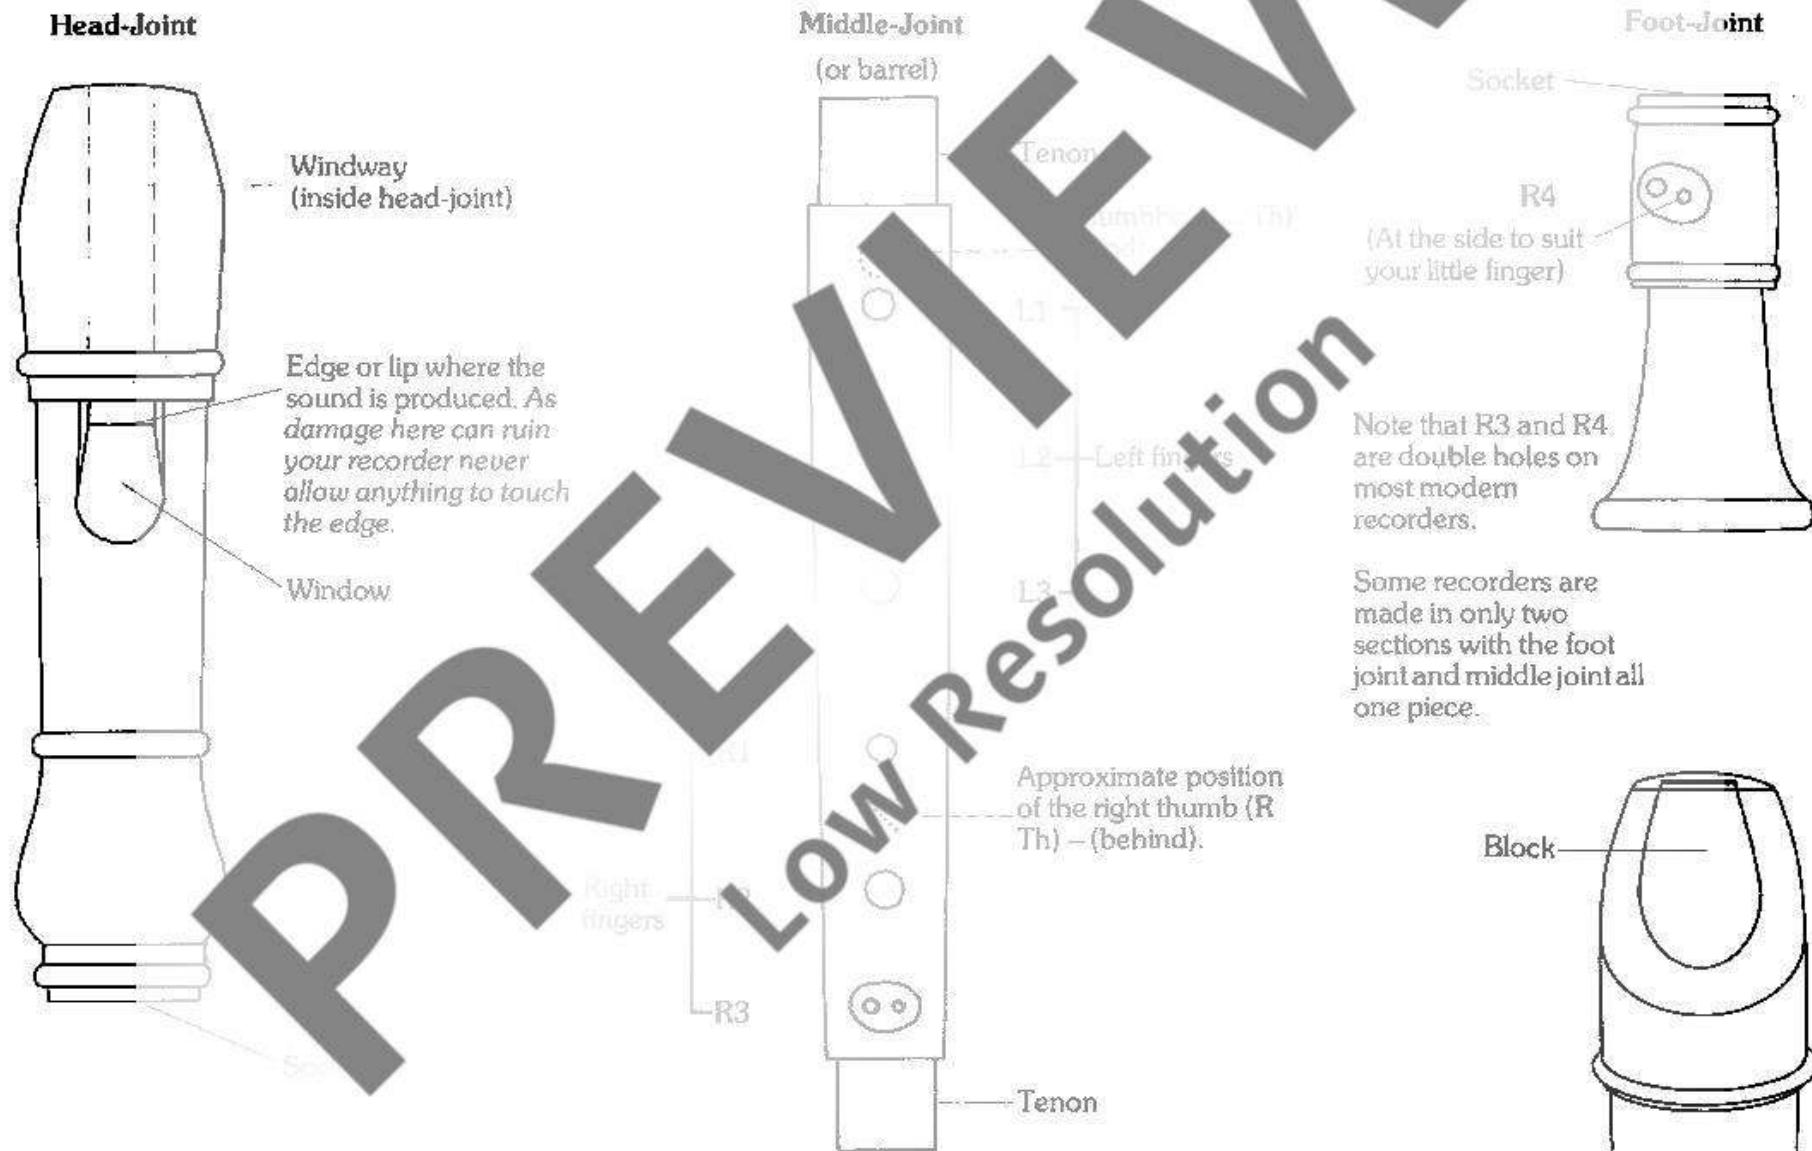 Head-Joint
Windway
(inside head-joint)
Edge or lip where the
sound is produced. As
damage here can ruin
your recorder never
allow anything to touch
the edge.
Window
Middle-Joint
(or barrel)
Tenon
Th)
L1
L2
Left fingers
L3
R1
Right
fingers
R3
Approximate position
of the right thumb (R
Th) – (behind).
Tenon
Foot-Joint
Socket
R4
(At the side to suit
your little finger)
Note that R3 and R4
are double holes on
most modern
recorders.
Some recorders are
made in only two
sections with the foot
joint and middle joint all
one piece.
Block
PREVIEW
Low Resolution